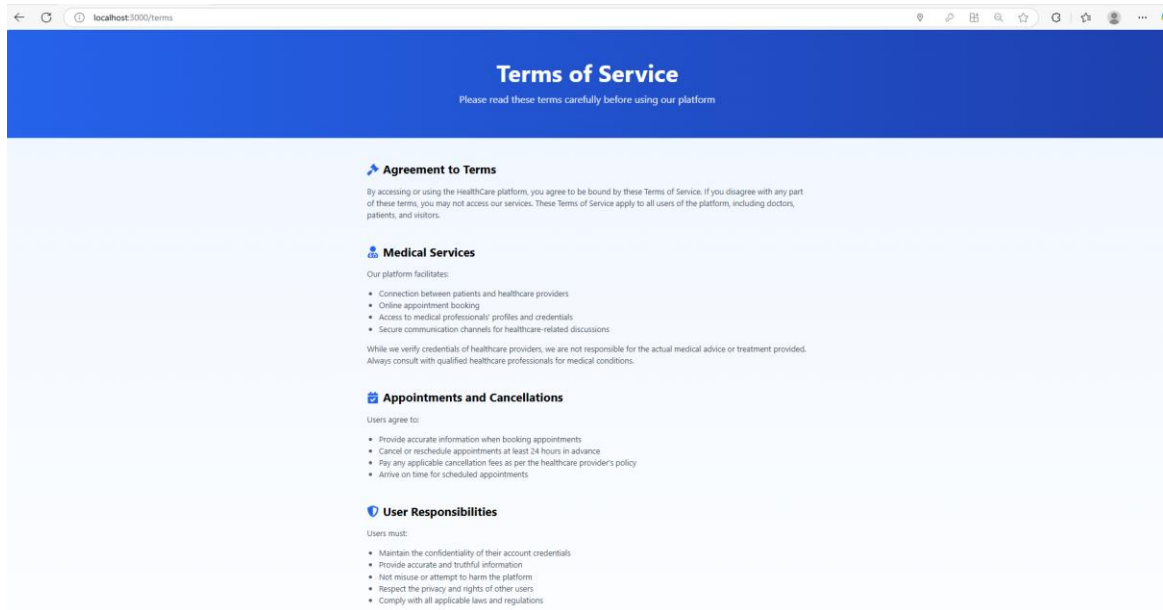 localhost:3000/terms
Terms of Service
Please read these terms carefully before using our platform
Agreement to Terms
By accessing or using the HealthCare platform, you agree to be bound by these Terms of Service. If you disagree with any part
of these terms, you may not access our services. These Terms of Service apply to all users of the platform, including doctors,
patients, and visitors.
Medical Services
Our platform facilitates:
• Connection between patients and healthcare providers
• Online appointment booking
• Access to medical professionals' profiles and credentials
• Secure communication channels for healthcare-related discussions
While we verify credentials of healthcare providers, we are not responsible for the actual medical advice or treatment provided.
Always consult with qualified healthcare professionals for medical conditions.
Appointments and Cancellations
Users agree to:
• Provide accurate information when booking appointments
• Cancel or reschedule appointments at least 24 hours in advance
• Pay any applicable cancellation fees as per the healthcare provider's policy
• Arrive on time for scheduled appointments
User Responsibilities
Users must:
• Maintain the confidentiality of their account credentials
• Provide accurate and truthful information
• Not misuse or attempt to harm the platform
• Respect the privacy and rights of other users
• Comply with all applicable laws and regulations